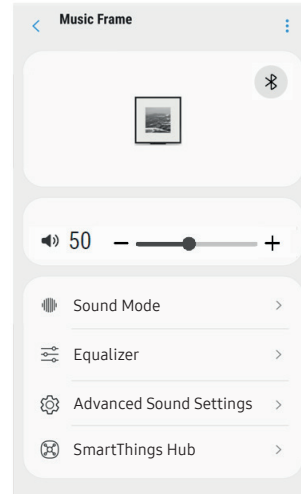 Music Frame
50
Sound Mode
Equalizer
Advanced Sound Settings
SmartThings Hub